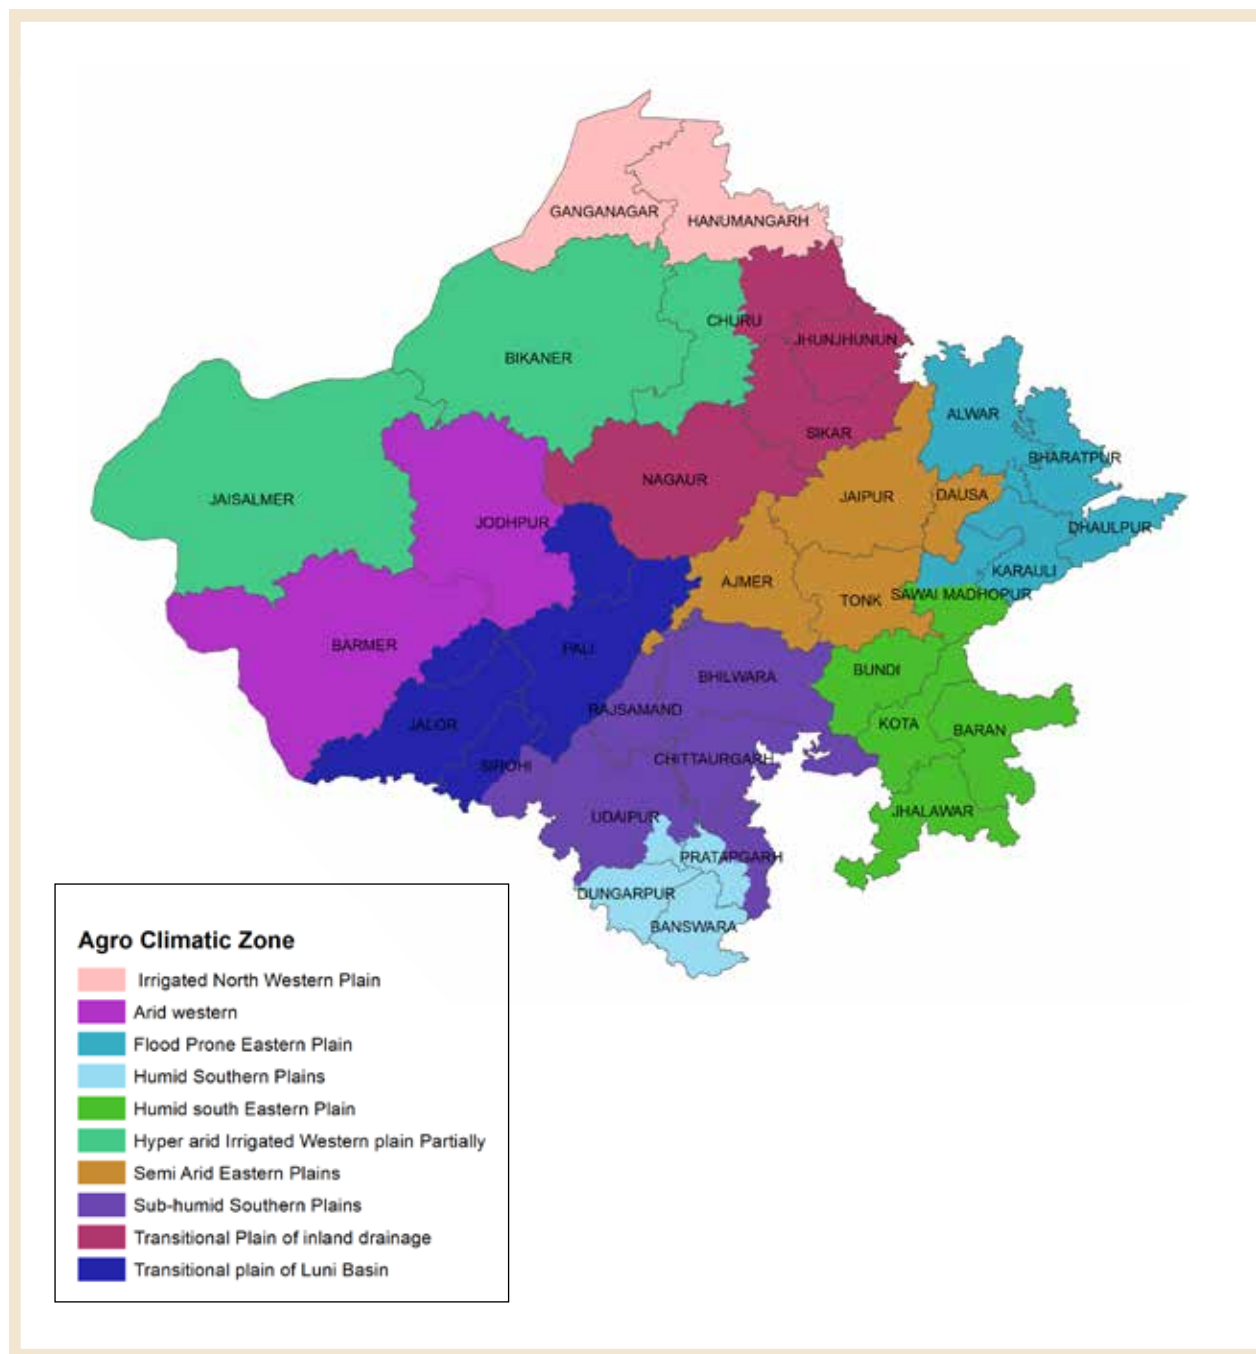 GANGANAGAR
HANUMANGARH
CHURU
JHUNJHUNUN
BIKANER
ALWAR
SIKAR
BHARATPUR
NAGAUR
JAISALMER
JAIPUR
DAUSA
JODHPUR
DHAULPUR
KARAULI
AJMER
SAWAI MADHOPUR
TONK
BARMER
PALI
BUNDI
BHILWARA
RAJSAMAND
JALOR
KOTA
BARAN
CHITTAURGARH
SIROHI
JHALAWAR
UDAIPUR
PRATAPGARH
DUNGARPUR
BANSWARA
Agro Climatic Zone
Irrigated North Western Plain
Arid western
Flood Prone Eastern Plain
Humid Southern Plains
Humid south Eastern Plain
Hyper arid Irrigated Western plain Partially
Semi Arid Eastern Plains
Sub-humid Southern Plains
Transitional Plain of inland drainage
Transitional plain of Luni Basin